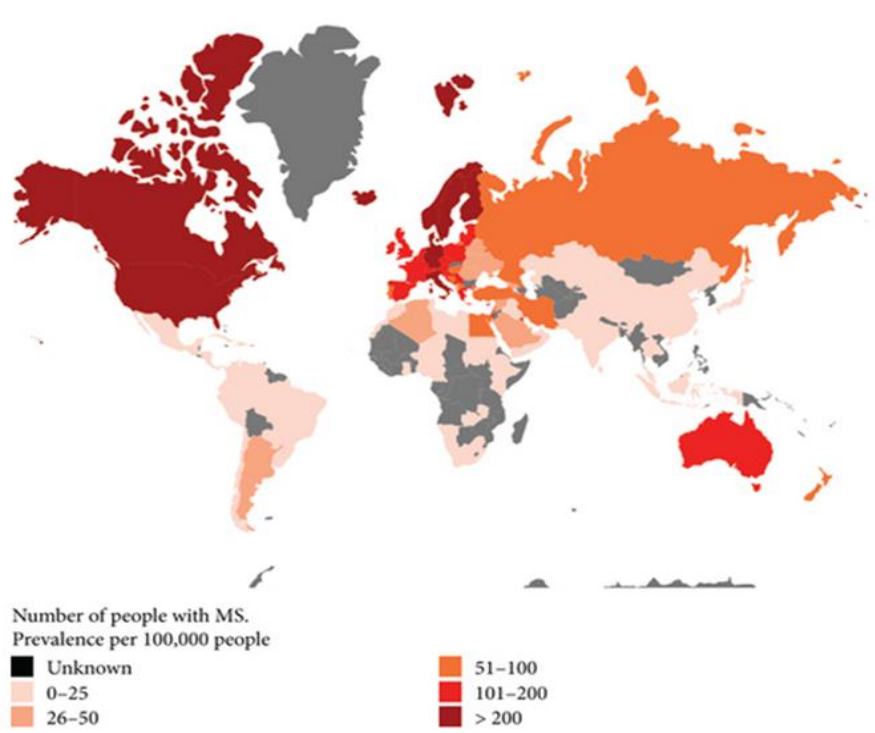 Number of people with MS.
Prevalence per 100,000 people
Unknown
0–25
26–50
51–100
101–200
> 200